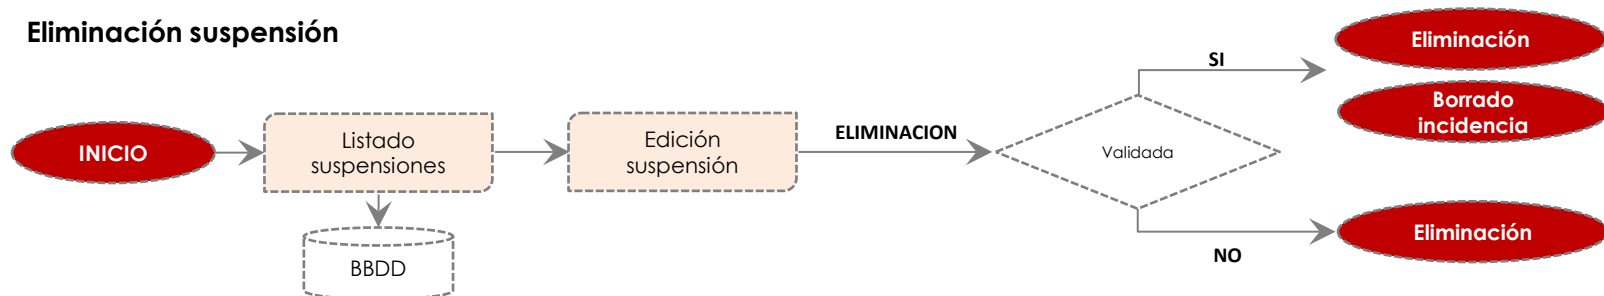 Eliminación suspensión
INICIO
Listado
suspensiones
BBDD
Edición
suspensión
ELIMINACION
Validada
SI
Eliminación
Borrado
incidencia
NO
Eliminación